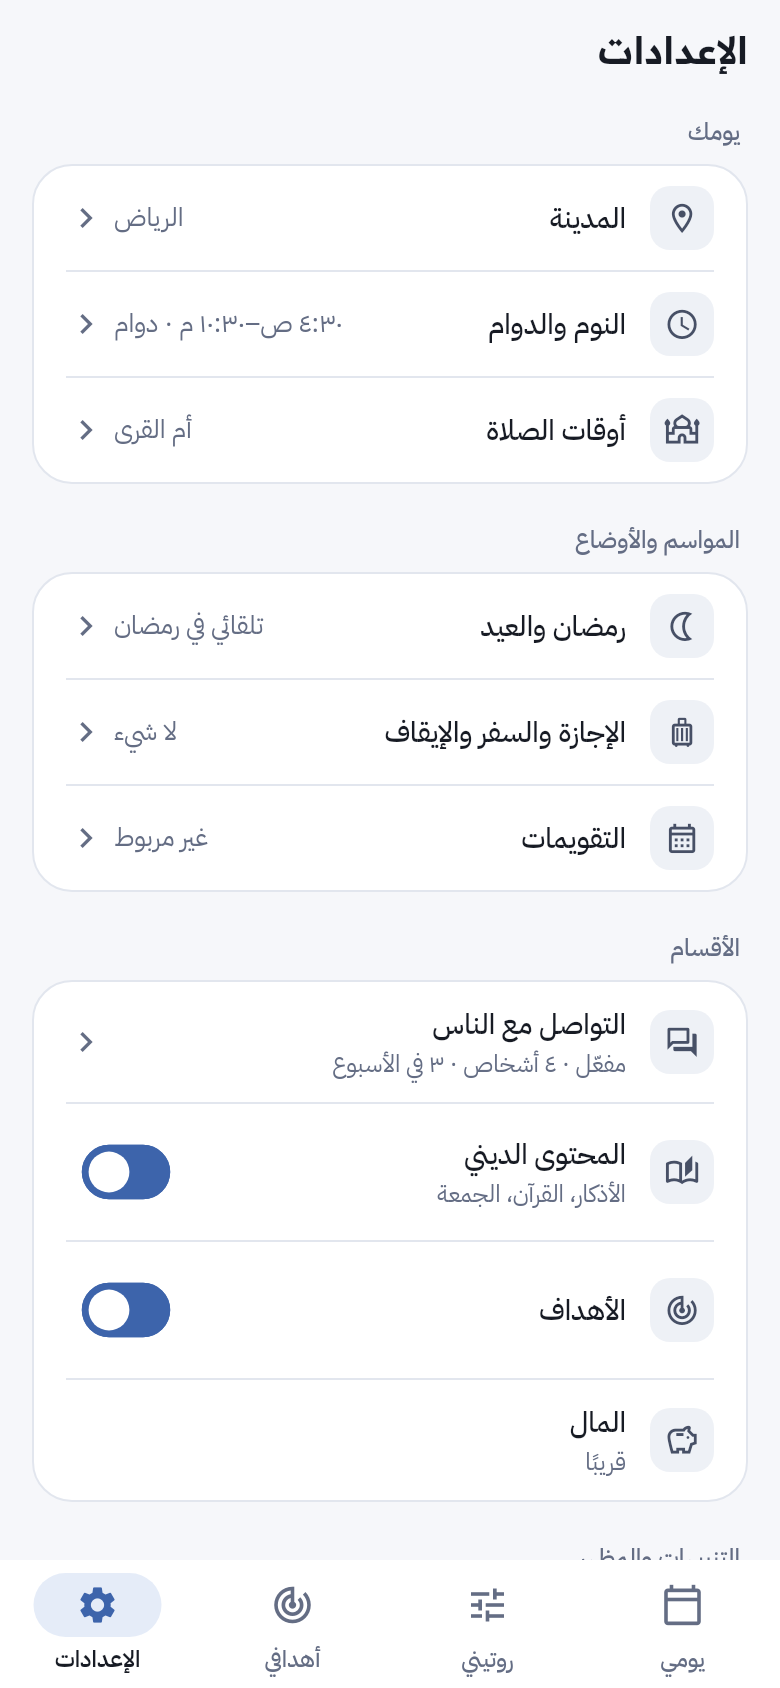 الإعدادات
يومك
المدينة
الرياض
النوم والدوام
٤:٣٠ ص–١٠:٣٠ م · دوام
أوقات الصلاة
أم القرى
المواسم والأوضاع
رمضان والعيد
تلقائي في رمضان
الإجازة والسفر والإيقاف
لا شيء
التقويمات
غير مربوط
الأقسام
التواصل مع الناس
مفعّل · ٤ أشخاص · ٣ في الأسبوع
المحتوى الديني
الأذكار، القرآن، الجمعة
الأهداف
المال
قريبًا
يومي
روتيني
أهدافي
الإعدادات